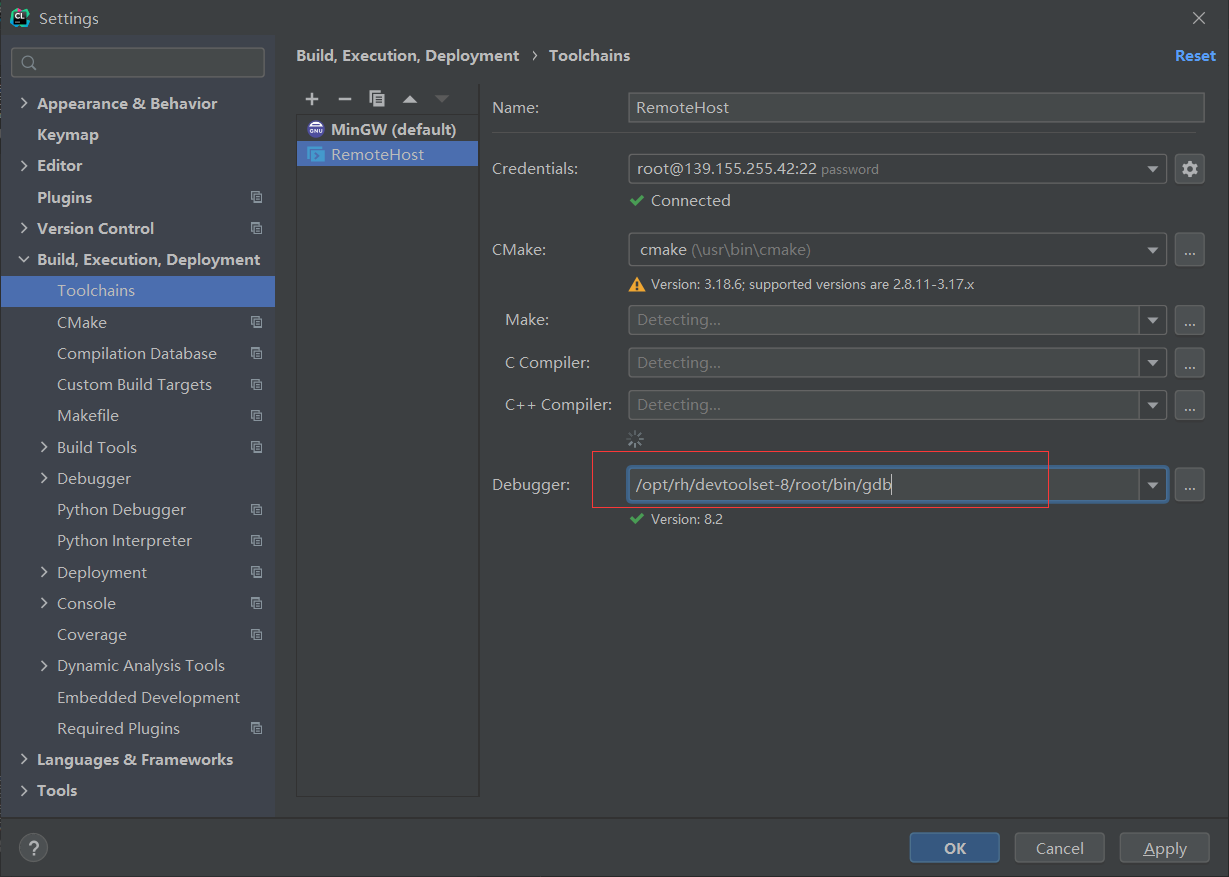 CL Settings
Appearance & Behavior
Keymap
Editor
Plugins
Version Control
Build, Execution, Deployment
Toolchains
CMake
Compilation Database
Custom Build Targets
Makefile
Build Tools
Debugger
Python Debugger
Python Interpreter
Deployment
Console
Coverage
Dynamic Analysis Tools
Embedded Development
Required Plugins
Languages & Frameworks
Tools
Build, Execution, Deployment › Toolchains
Reset
GNU MinGW (default)
RemoteHost
Name: RemoteHost
Credentials: root@139.155.255.42:22 password
Connected
CMake: cmake (\usr\bin\cmake) ...
Version: 3.18.6; supported versions are 2.8.11-3.17.x
Make: Detecting... ...
C Compiler: Detecting... ...
C++ Compiler: Detecting... ...
Debugger: /opt/rh/devtoolset-8/root/bin/gdb ...
Version: 8.2
? OK Cancel Apply